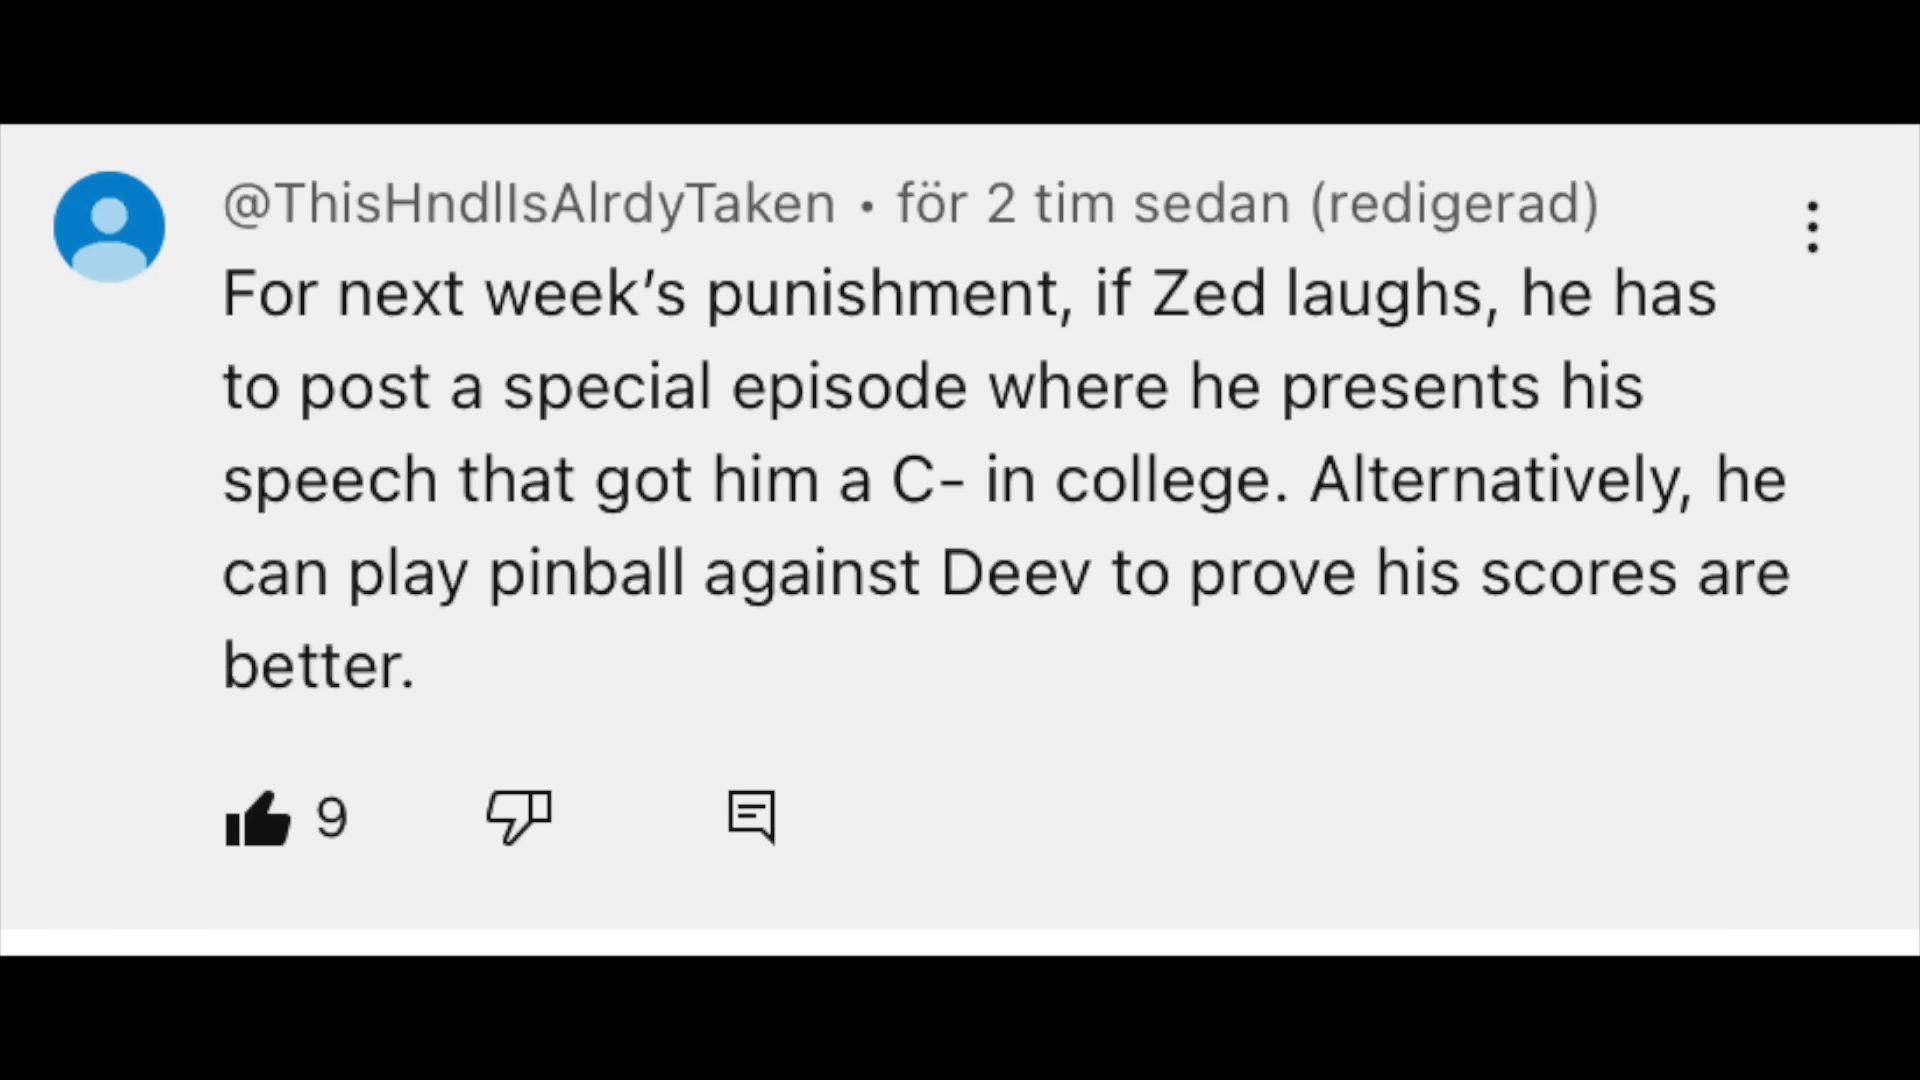 @ThisHndlIsAlrdyTaken • för 2 tim sedan (redigerad)
For next week’s punishment, if Zed laughs, he has
to post a special episode where he presents his
speech that got him a C- in college. Alternatively, he
can play pinball against Deev to prove his scores are
better.
9